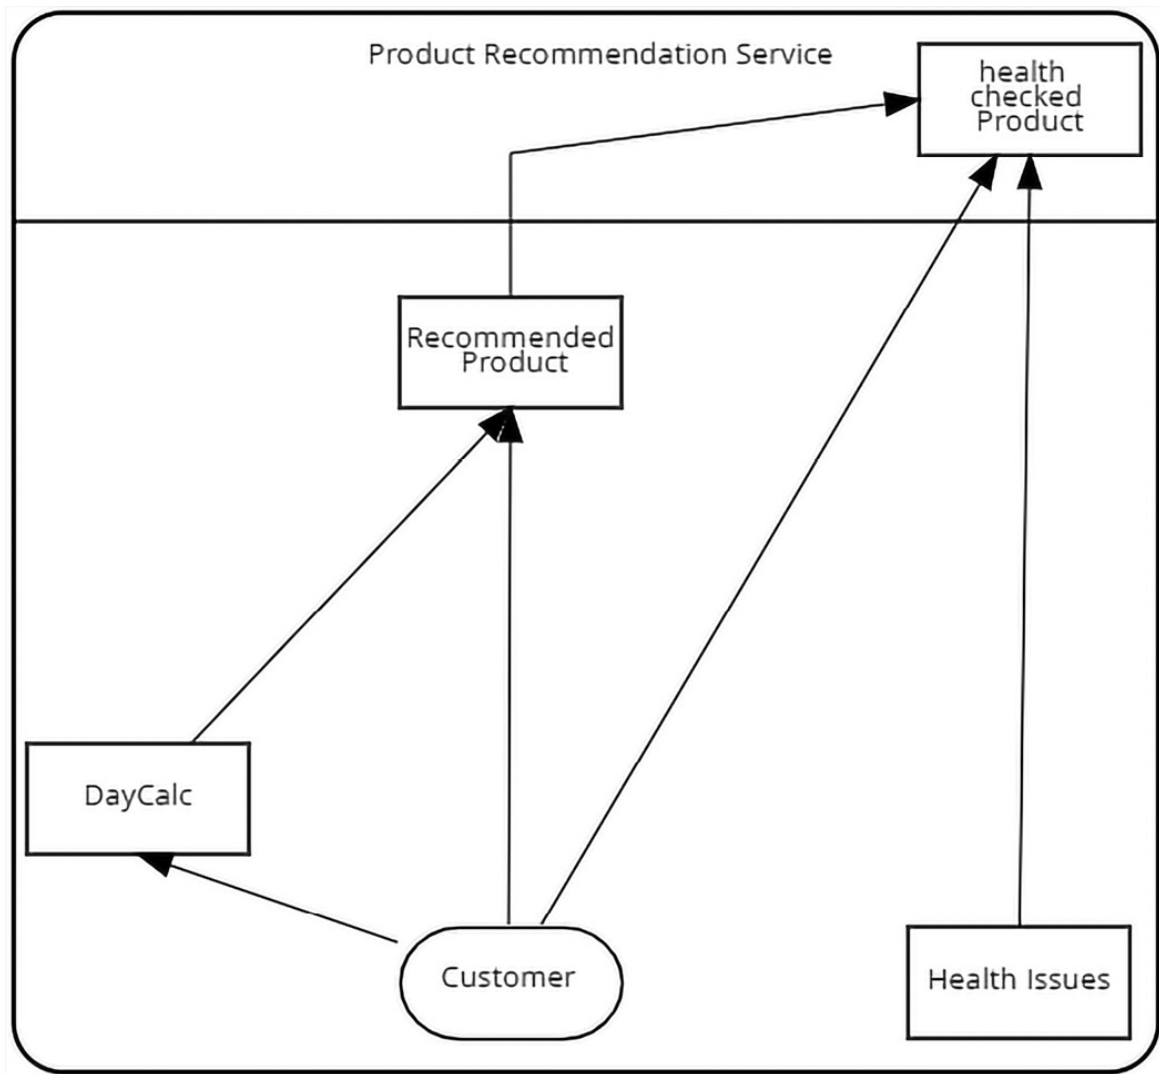 Product Recommendation Service
health
checked
Product
Recommended
Product
DayCalc
Customer
Health Issues